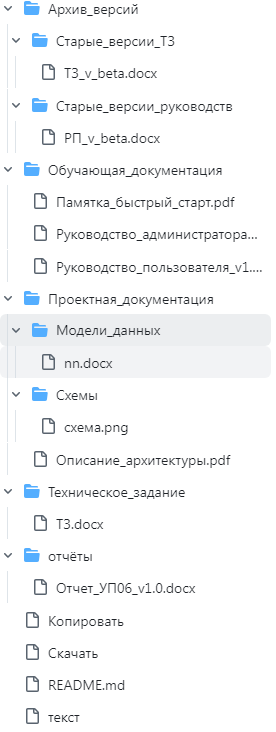 Архив_версий
Старые_версии_ТЗ
ТЗ_v_beta.docx
Старые_версии_руководств
РП_v_beta.docx
Обучающая_документация
Памятка_быстрый_старт.pdf
Руководство_администратора...
Руководство_пользователя_v1....
Проектная_документация
Модели_данных
nn.docx
Схемы
схема.png
Описание_архитектуры.pdf
Техническое_задание
ТЗ.docx
отчёты
Отчет_УП06_v1.0.docx
Копировать
Скачать
README.md
текст